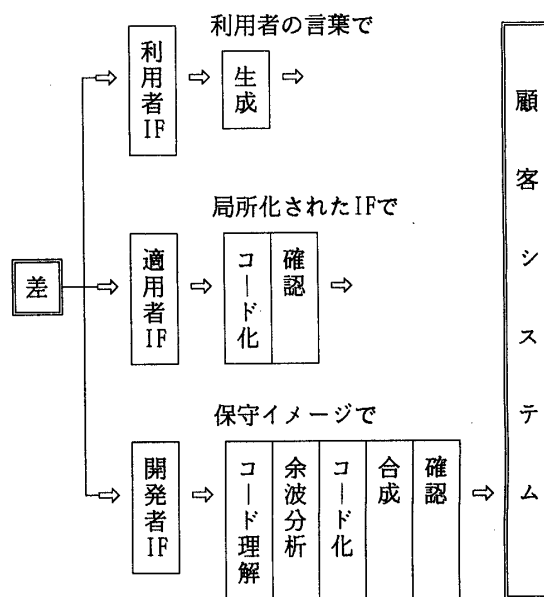 利用者の言葉で
利用者IF
生成
局所化されたIFで
差
適用者IF
コード化
確認
保守イメージで
開発者IF
コード理解
余波分析
コード化
合成
確認
顧客システム